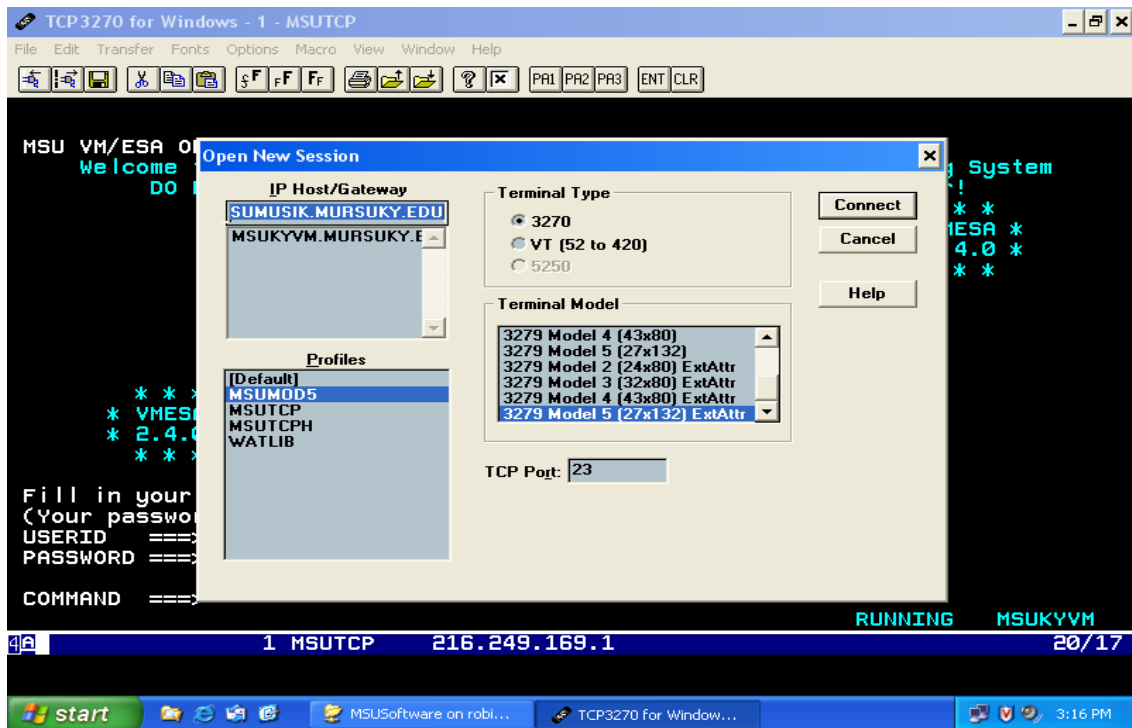 TCP3270 for Windows - 1 - MSUTCP
File Edit Transfer Fonts Options Macro View Window Help
PA1 PA2 PA3 ENT CLR
MSU VM/ESA
Welcome
System
DO
Open New Session
IP Host/Gateway
SUMUSIK.MURSUKY.EDU
MSUKYVM.MURSUKY.E
Profiles
[Default]
MSUMOD5
MSUTCP
MSUTCPH
WATLIB
Terminal Type
3270
VT (52 to 420)
5250
Terminal Model
3279 Model 4 (43x80)
3279 Model 5 (27x132)
3279 Model 2 (24x80) ExtAttr
3279 Model 3 (32x80) ExtAttr
3279 Model 4 (43x80) ExtAttr
3279 Model 5 (27x132) ExtAttr
TCP Port: 23
Connect
Cancel
Help
* *
*
4.0 *
* *
* *
* VMES
* 2.4.
* *
Fill in your
(Your
USERID ===>
PASSWORD ===>
COMMAND ===>
RUNNING MSUKYVM
4A 1 MSUTCP 216.249.169.1 20/17
start
MSUSoftware on robi...
TCP3270 for Window...
3:16 PM